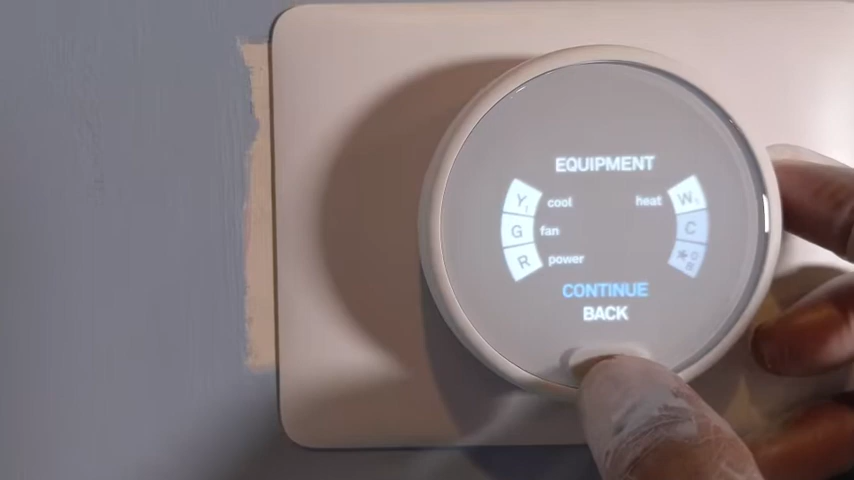 EQUIPMENT
Y1 cool
heat W1
G fan
C
R power
* O B
CONTINUE
BACK